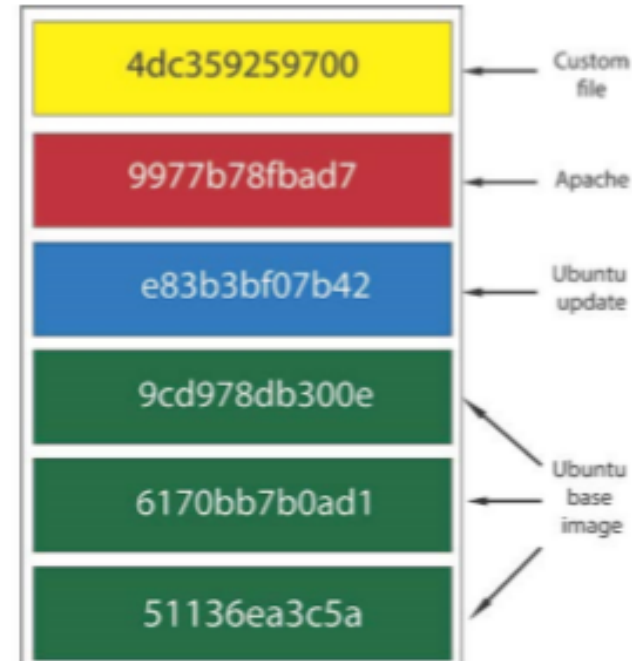 4dc359259700
Custom
file
9977b78fbad7
Apache
e83b3bf07b42
Ubuntu
update
9cd978db300e
6170bb7b0ad1
Ubuntu
base
image
51136ea3c5a